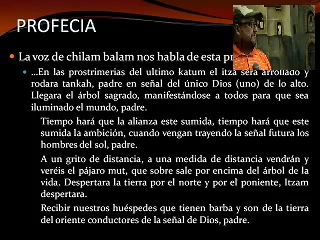 PROFECIA
La voz de chilam balam nos habla de esta
...En las prostrimerias del ultimo katum el itza será arrollado y
rodara tankah, padre en señal del único Dios (uno) de lo alto.
Llegara el árbol sagrado, manifestándose a todos para que sea
iluminado el mundo, padre.
Tiempo hará que la alianza este sumida, tiempo hará que este
sumida la ambición, cuando vengan trayendo la señal futura los
hombres del sol, padre.
A un grito de distancia, a una medida de distancia vendrán y
veréis el pájaro mut, que sobre sale por encima del árbol de la
vida. Despertara la tierra por el norte y por el poniente, Itzam
despertara.
Recibir nuestros huéspedes que tienen barba y son de la tierra
del oriente conductores de la señal de Dios, padre.